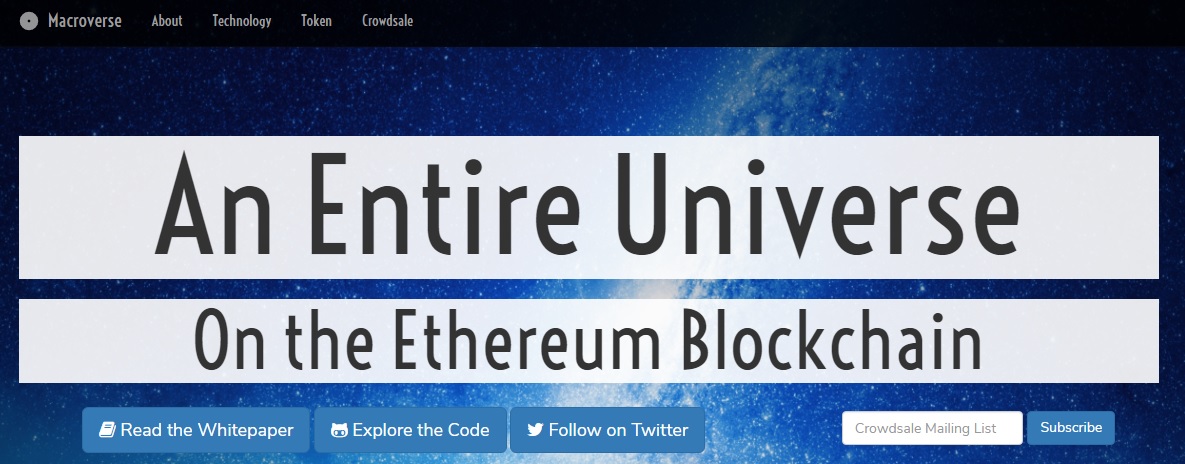 Macroverse About Technology Token Crowdsale
An Entire Universe
On the Ethereum Blockchain
Read the Whitepaper Explore the Code Follow on Twitter Crowdsale Mailing List Subscribe